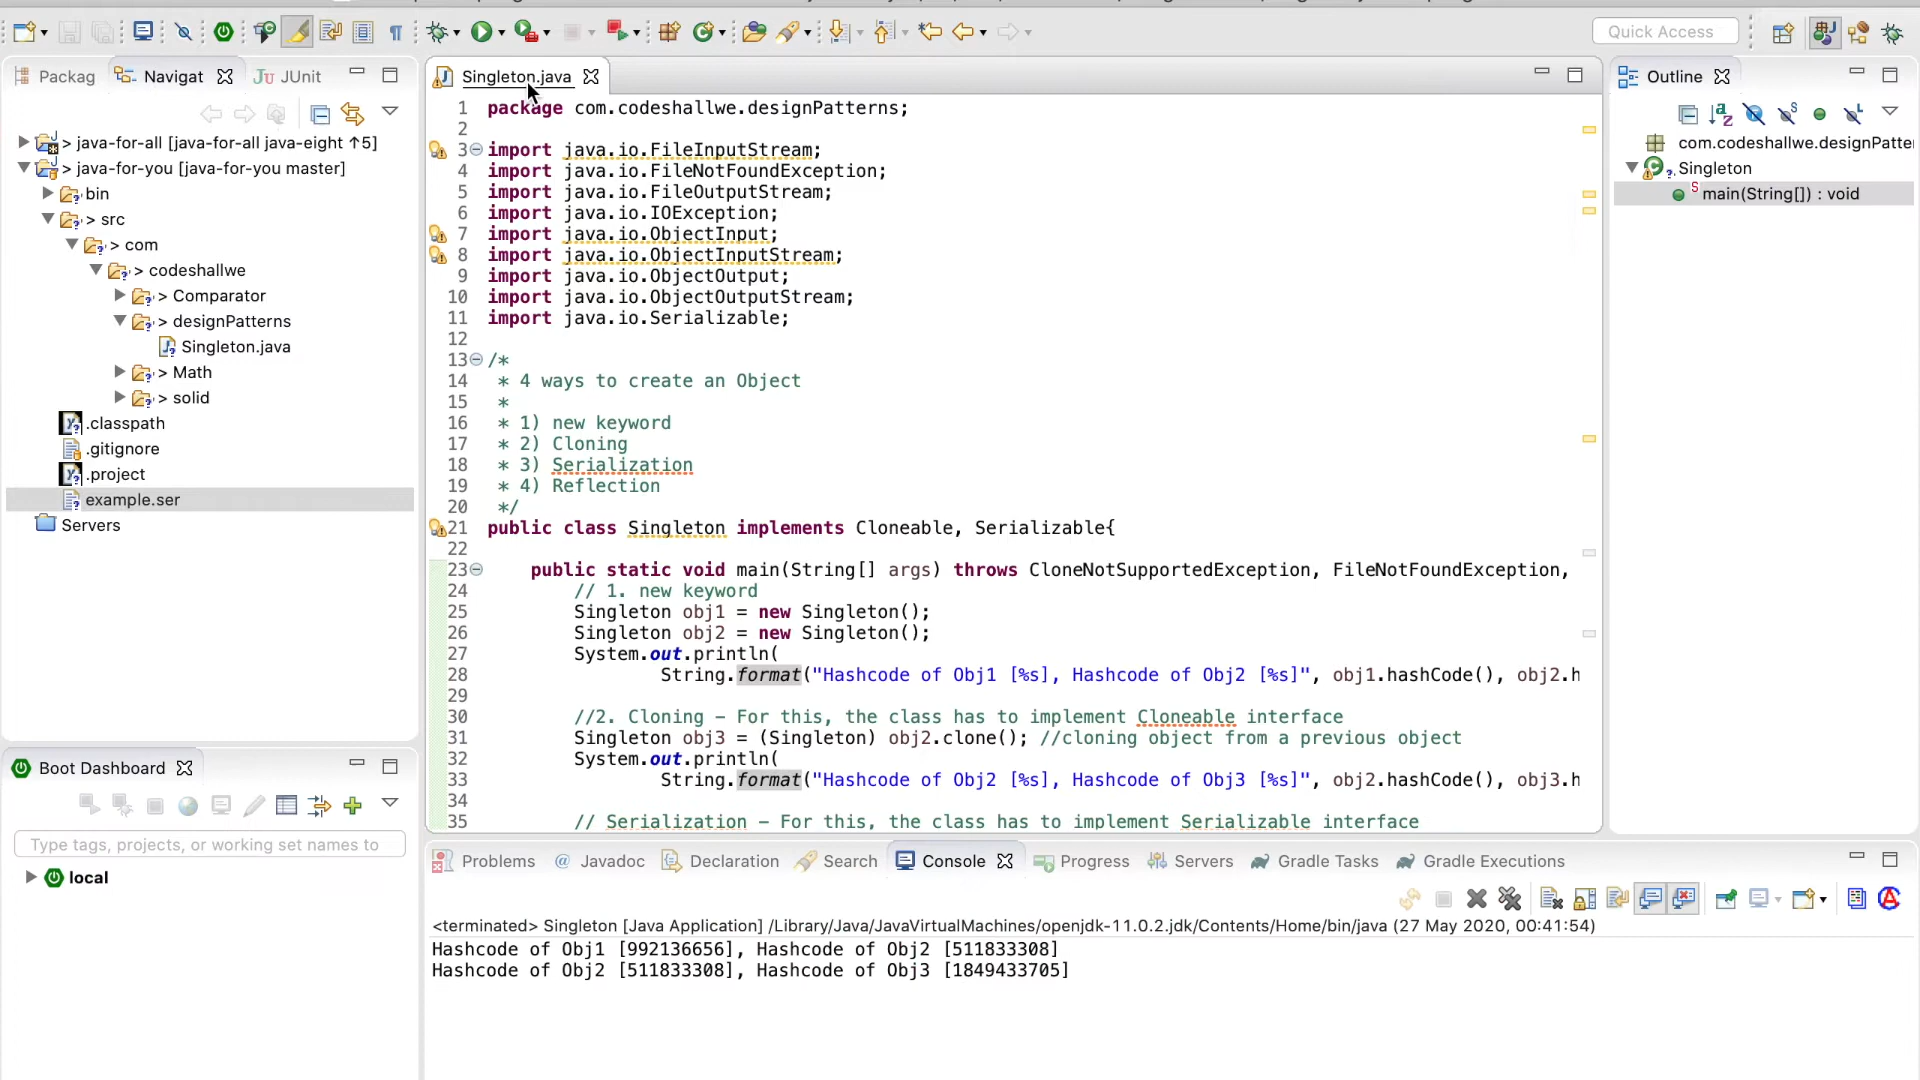 Quick Access
Packag
Navigat
JUnit
> java-for-all [java-for-all java-eight ↑5]
> java-for-you [java-for-you master]
bin
> src
> com
> codeshallwe
> Comparator
> designPatterns
Singleton.java
> Math
> solid
.classpath
.gitignore
.project
example.ser
Servers
Boot Dashboard
Type tags, projects, or working set names to
local
Singleton.java
1 package com.codeshallwe.designPatterns;
2
3 import java.io.FileInputStream;
4 import java.io.FileNotFoundException;
5 import java.io.FileOutputStream;
6 import java.io.IOException;
7 import java.io.ObjectInput;
8 import java.io.ObjectInputStream;
9 import java.io.ObjectOutput;
10 import java.io.ObjectOutputStream;
11 import java.io.Serializable;
12
13 /*
14 * 4 ways to create an Object
15 *
16 * 1) new keyword
17 * 2) Cloning
18 * 3) Serialization
19 * 4) Reflection
20 */
21 public class Singleton implements Cloneable, Serializable{
22
23 public static void main(String[] args) throws CloneNotSupportedException, FileNotFoundException,
24 // 1. new keyword
25 Singleton obj1 = new Singleton();
26 Singleton obj2 = new Singleton();
27 System.out.println(
28 String.format("Hashcode of Obj1 [%s], Hashcode of Obj2 [%s]", obj1.hashCode(), obj2.h
29
30 //2. Cloning – For this, the class has to implement Cloneable interface
31 Singleton obj3 = (Singleton) obj2.clone(); //cloning object from a previous object
32 System.out.println(
33 String.format("Hashcode of Obj2 [%s], Hashcode of Obj3 [%s]", obj2.hashCode(), obj3.h
34
35 // Serialization – For this, the class has to implement Serializable interface
Outline
com.codeshallwe.designPatte
Singleton
main(String[]) : void
Problems
Javadoc
Declaration
Search
Console
Progress
Servers
Gradle Tasks
Gradle Executions
<terminated> Singleton [Java Application] /Library/Java/JavaVirtualMachines/openjdk-11.0.2.jdk/Contents/Home/bin/java (27 May 2020, 00:41:54)
Hashcode of Obj1 [992136656], Hashcode of Obj2 [511833308]
Hashcode of Obj2 [511833308], Hashcode of Obj3 [1849433705]